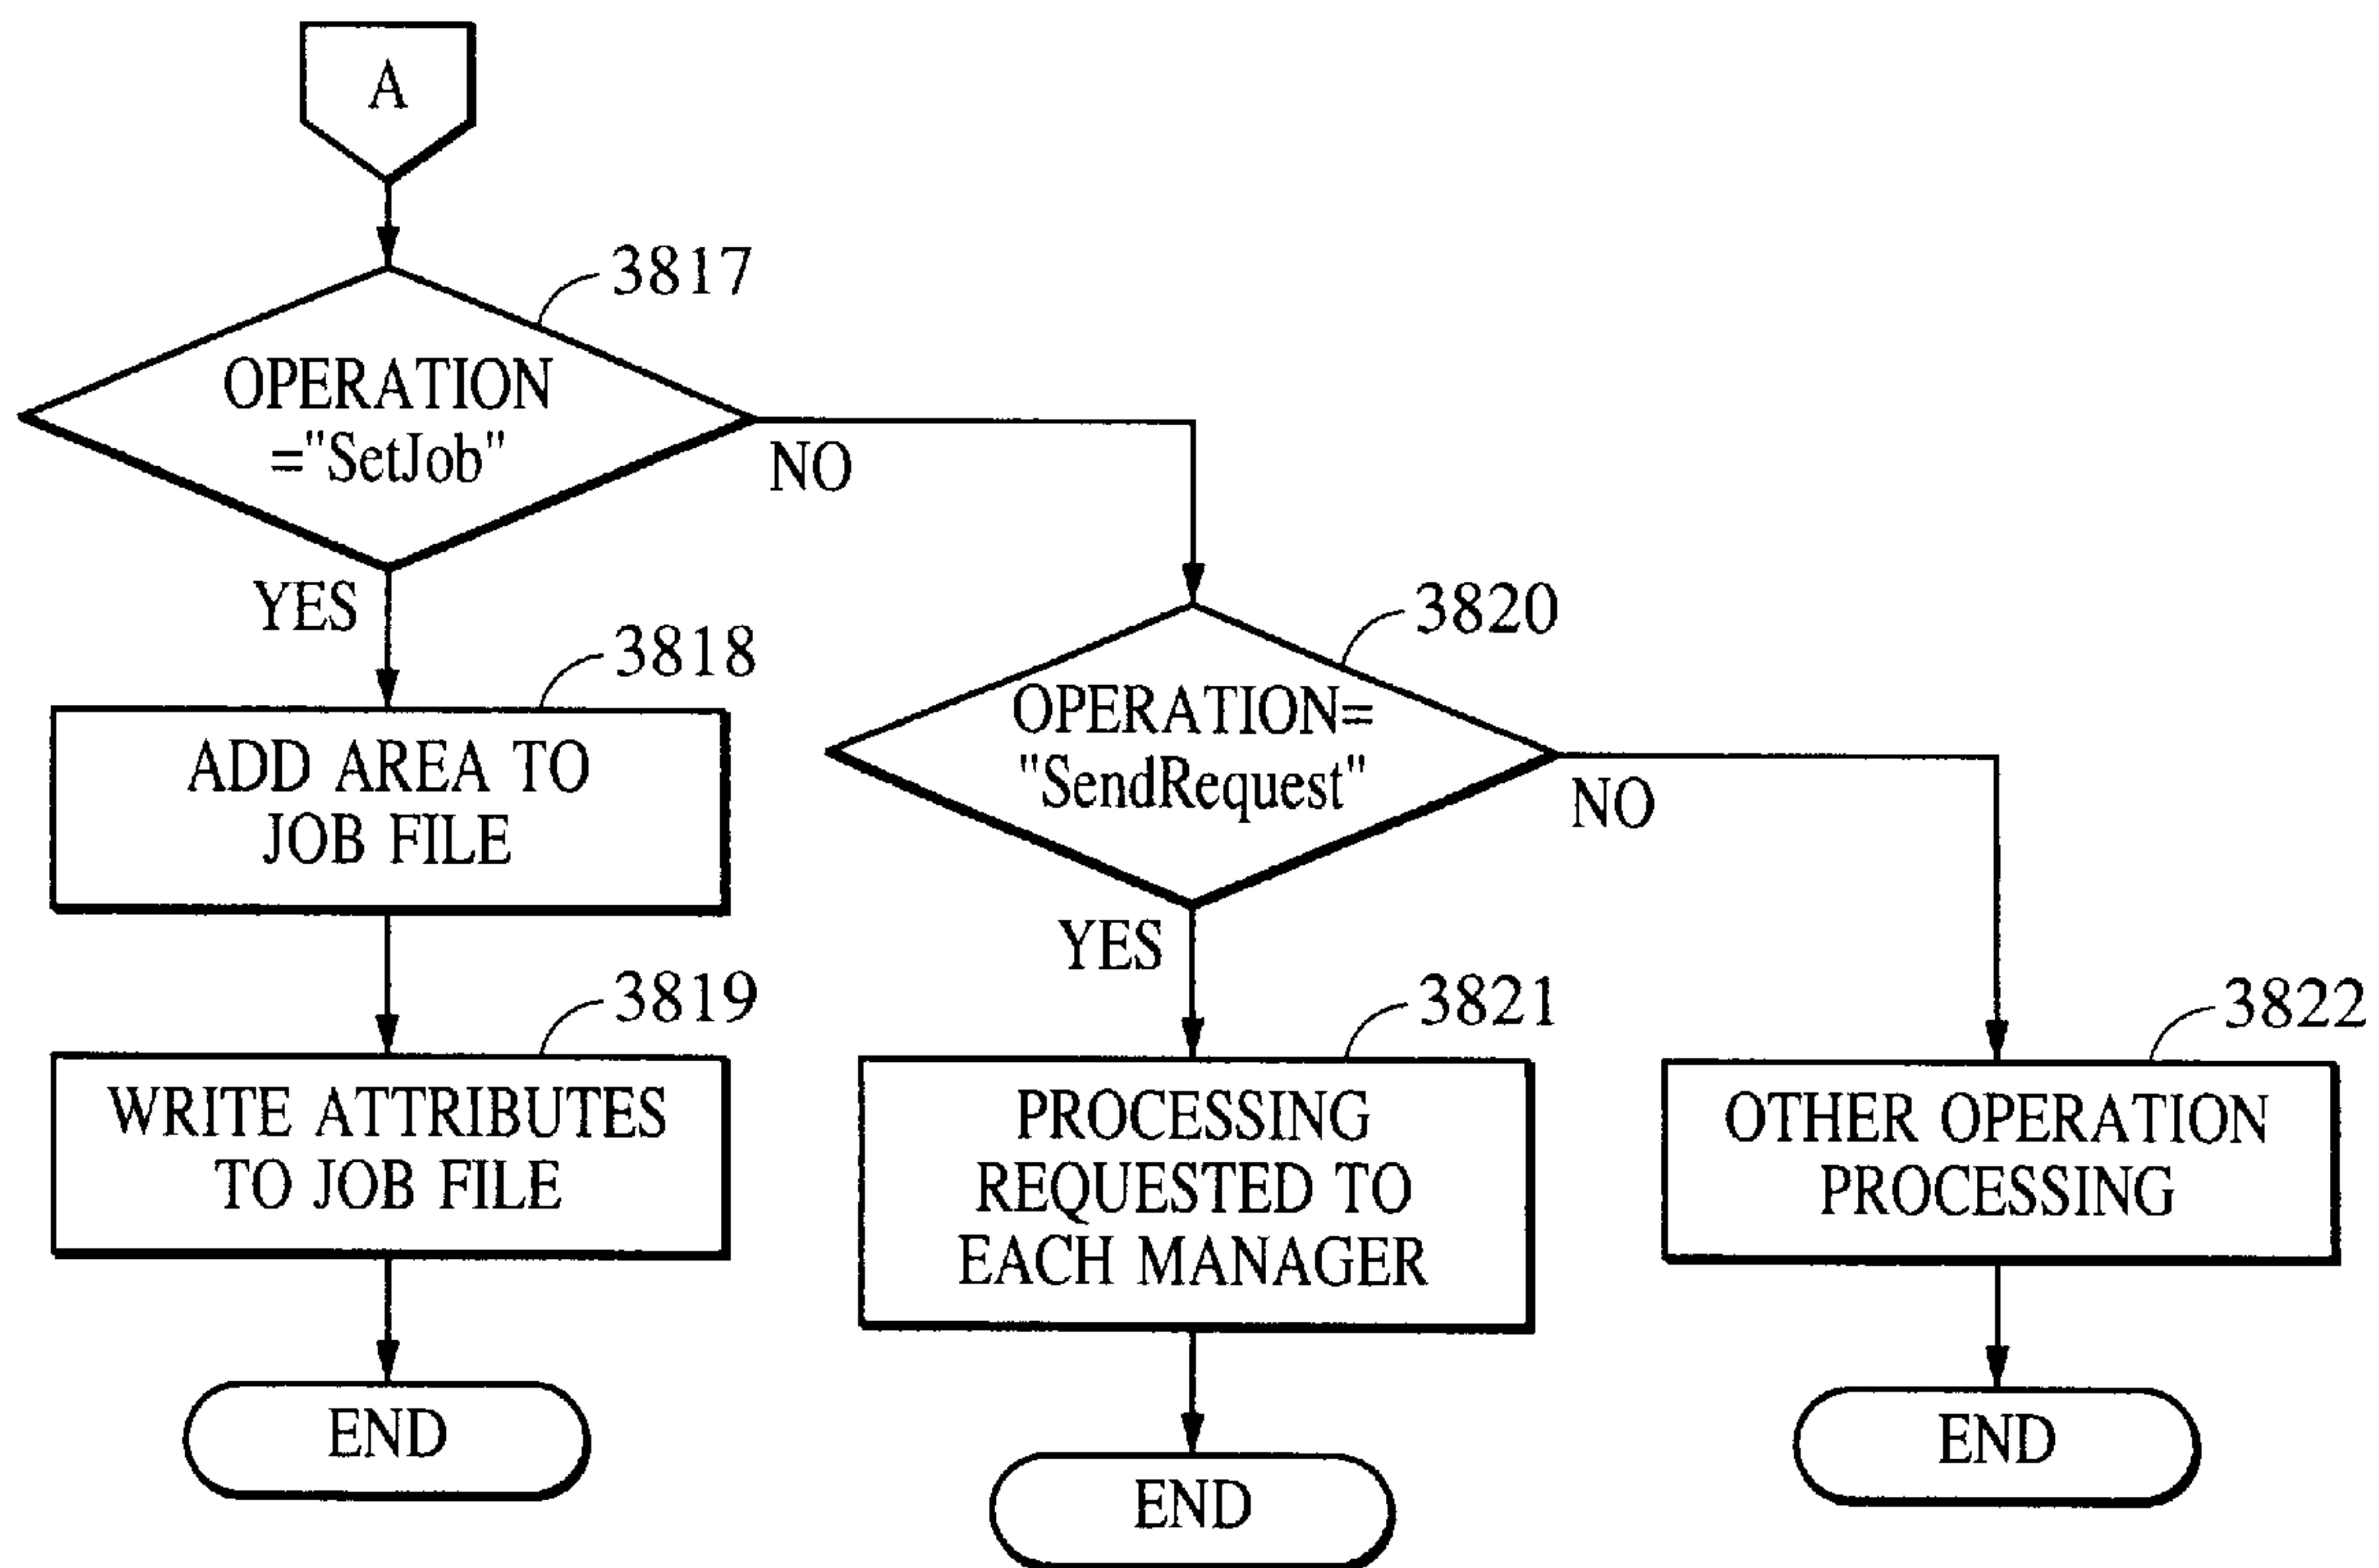 A
3817
OPERATION
="SetJob"
NO
YES
3818
ADD AREA TO
JOB FILE
3819
WRITE ATTRIBUTES
TO JOB FILE
END
3820
OPERATION=
"SendRequest"
NO
YES
3821
PROCESSING
REQUESTED TO
EACH MANAGER
END
3822
OTHER OPERATION
PROCESSING
END